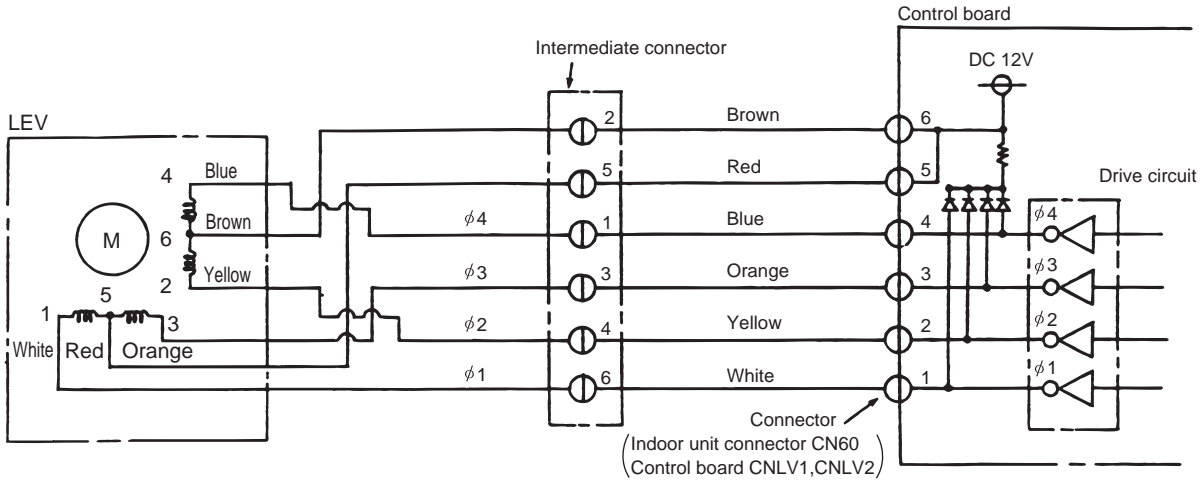 Control board
Intermediate connector
DC 12V
LEV
2 Brown 6
5 Red 5
Drive circuit
4 Blue
ϕ4 1 Blue 4 ϕ4
M 6 Brown
ϕ3 3 Orange 3 ϕ3
2 Yellow
5
1 3
ϕ2 4 Yellow 2 ϕ2
White Red Orange
ϕ1 6 White 1 ϕ1
Connector
(Indoor unit connector CN60
Control board CNLV1,CNLV2)